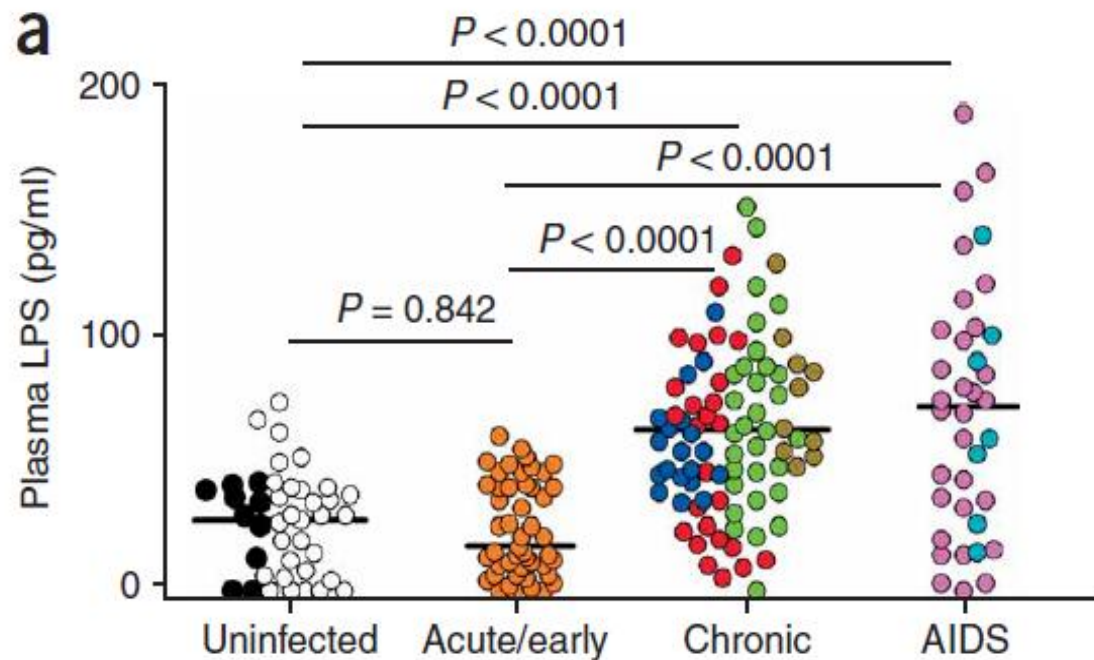 a
P < 0.0001
200
P < 0.0001
P < 0.0001
P < 0.0001
P = 0.842
100
0
Plasma LPS (pg/ml)
Uninfected Acute/early Chronic AIDS